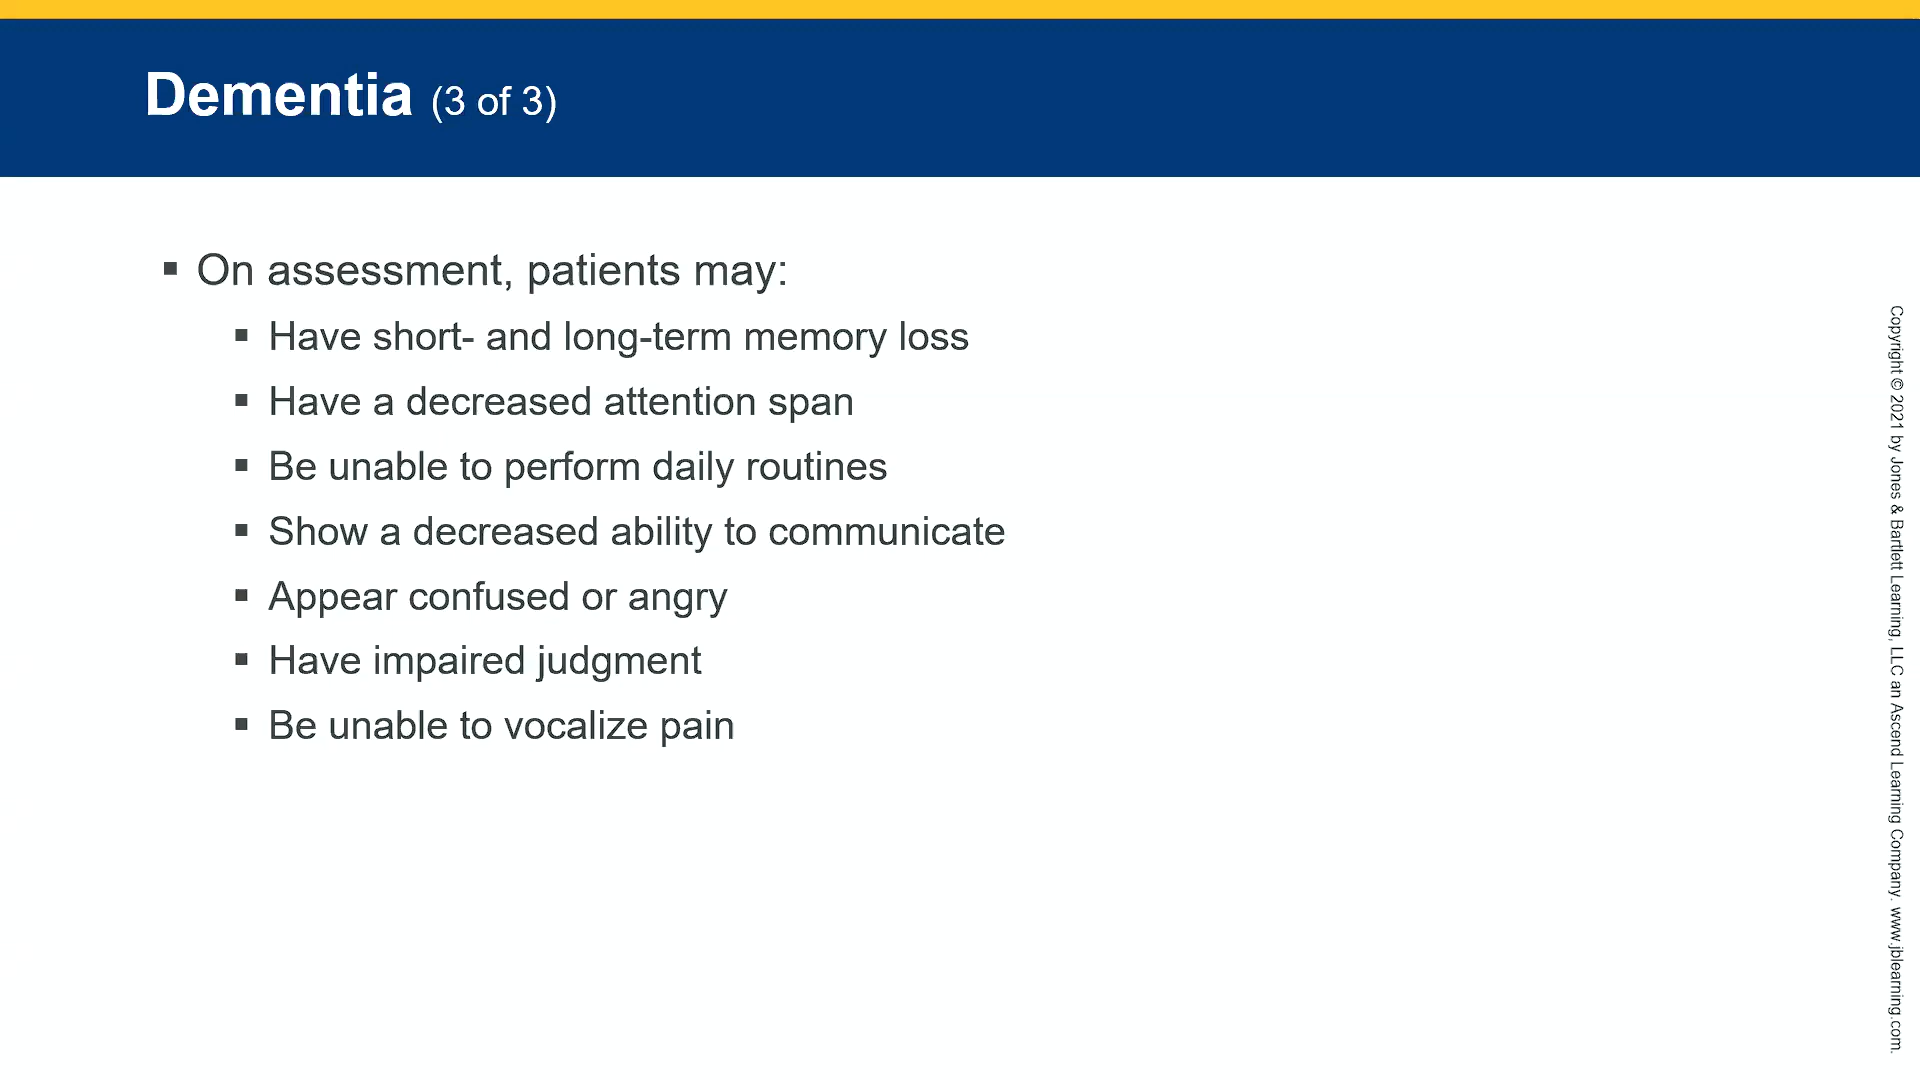 Dementia (3 of 3)
▪ On assessment, patients may:
▪ Have short- and long-term memory loss
▪ Have a decreased attention span
▪ Be unable to perform daily routines
▪ Show a decreased ability to communicate
▪ Appear confused or angry
▪ Have impaired judgment
▪ Be unable to vocalize pain
Copyright © 2021 by Jones & Bartlett Learning, LLC an Ascend Learning Company. www.jblearning.com.